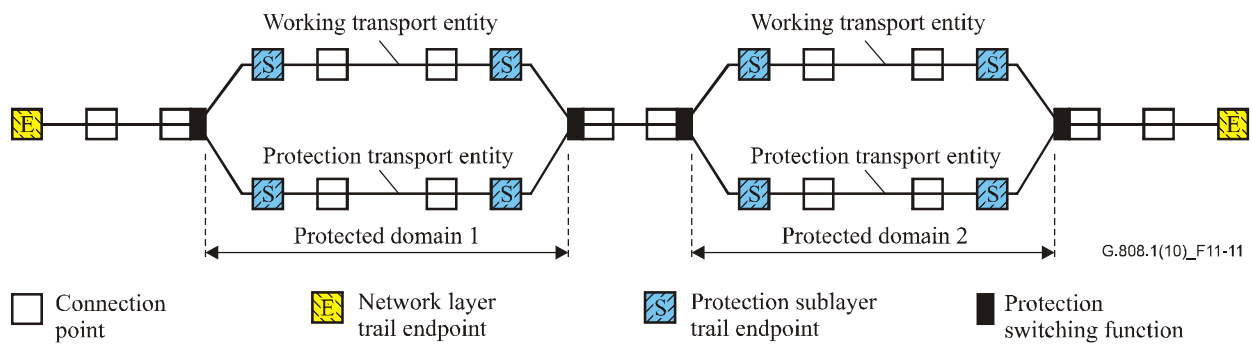 Working transport entity
Working transport entity
S
S
S
S
E
E
Protection transport entity
Protection transport entity
S
S
S
S
Protected domain 1
Protected domain 2
G.808.1(10)_F11-11
Connection
point
E
Network layer
trail endpoint
S
Protection sublayer
trail endpoint
Protection
switching function